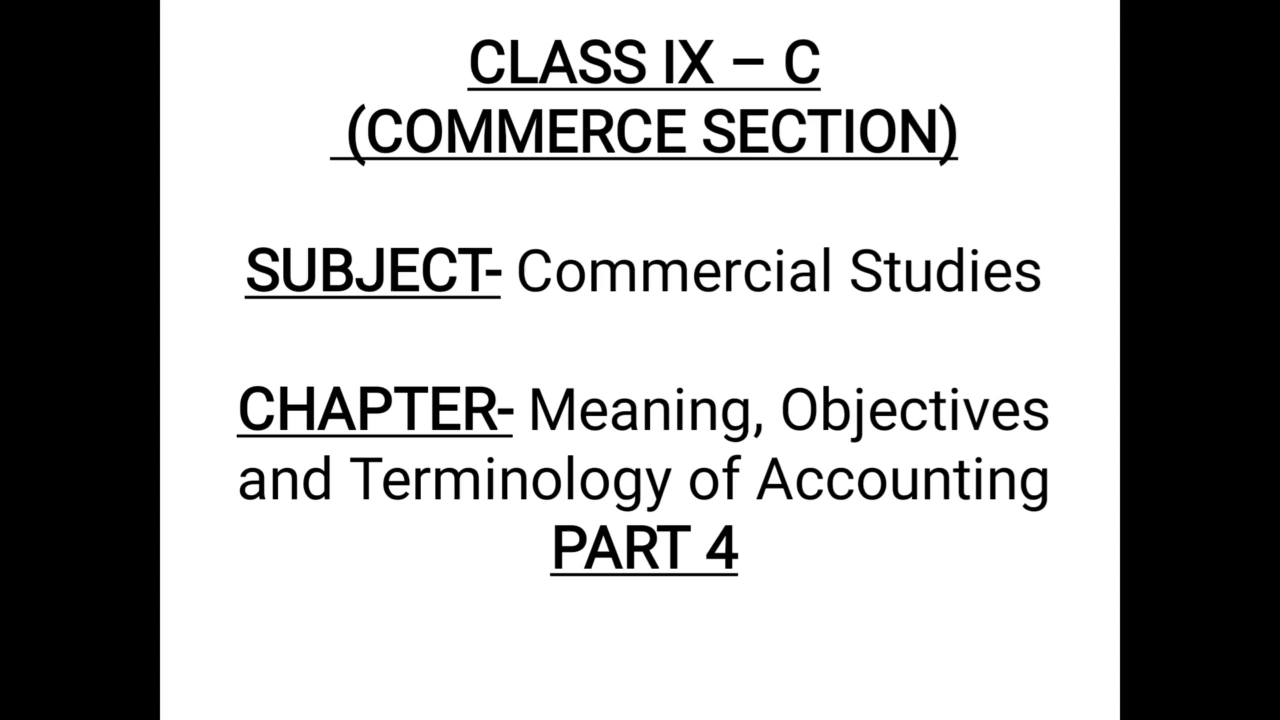 CLASS IX – C
(COMMERCE SECTION)
SUBJECT- Commercial Studies
CHAPTER- Meaning, Objectives
and Terminology of Accounting
PART 4